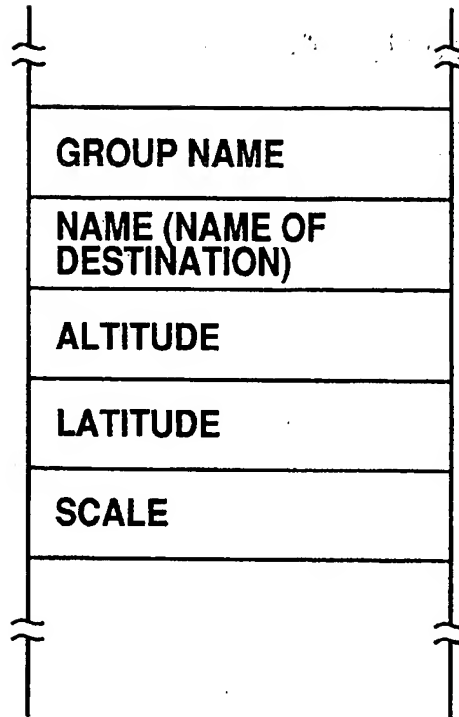 GROUP NAME
NAME (NAME OF
DESTINATION)
ALTITUDE
LATITUDE
SCALE